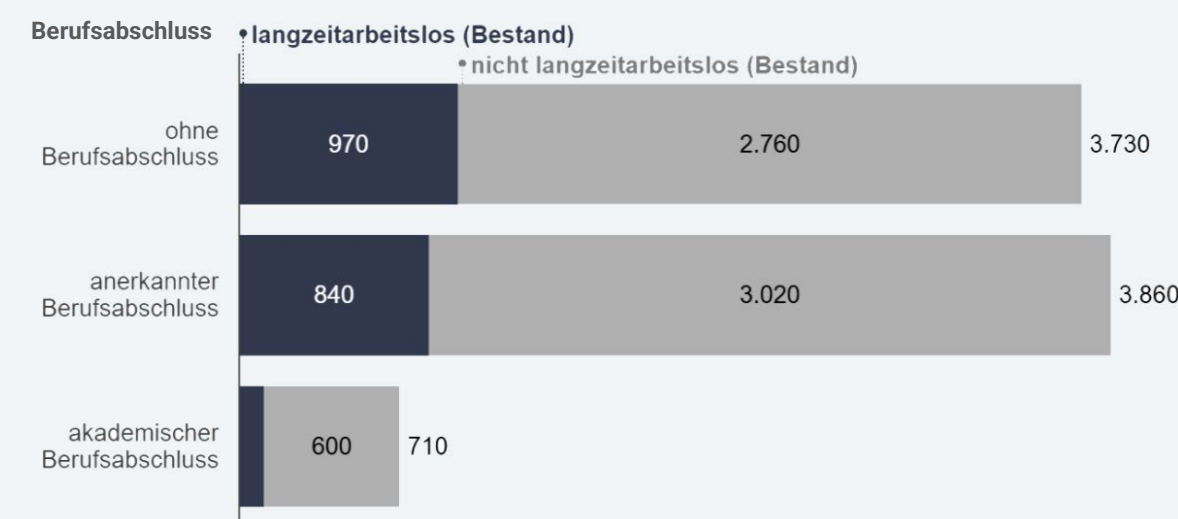 Berufsabschluss
langzeitarbeitslos (Bestand)
nicht langzeitarbeitslos (Bestand)
ohne
Berufsabschluss
970
2.760
3.730
anerkannter
Berufsabschluss
840
3.020
3.860
akademischer
Berufsabschluss
600
710